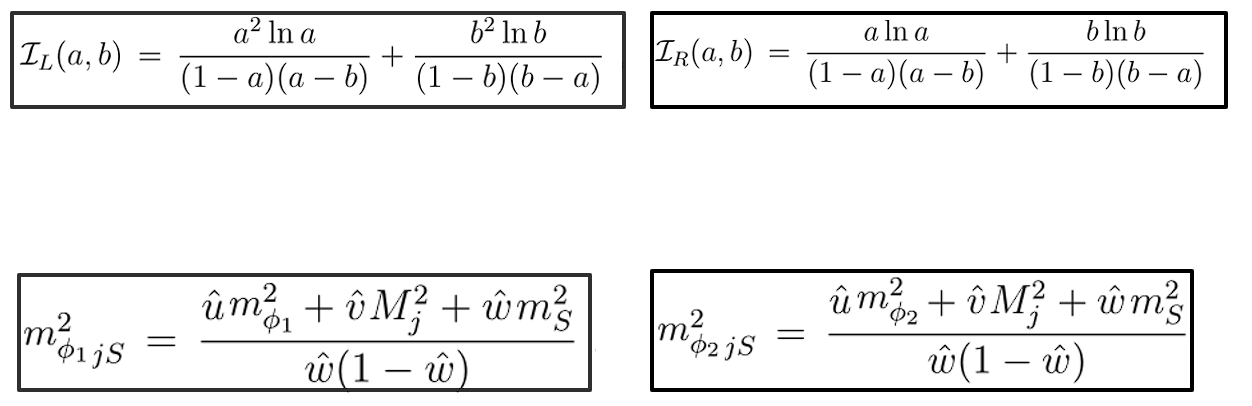 $\mathcal{I}_L(a,b) = \frac{a^2 \ln a}{(1-a)(a-b)} + \frac{b^2 \ln b}{(1-b)(b-a)}$
$\mathcal{I}_R(a,b) = \frac{a \ln a}{(1-a)(a-b)} + \frac{b \ln b}{(1-b)(b-a)}$
$m^2_{\phi_1 jS} = \frac{\hat{u} m^2_{\phi_1} + \hat{v} M^2_j + \hat{w} m^2_S}{\hat{w}(1-\hat{w})}$
$m^2_{\phi_2 jS} = \frac{\hat{u} m^2_{\phi_2} + \hat{v} M^2_j + \hat{w} m^2_S}{\hat{w}(1-\hat{w})}$